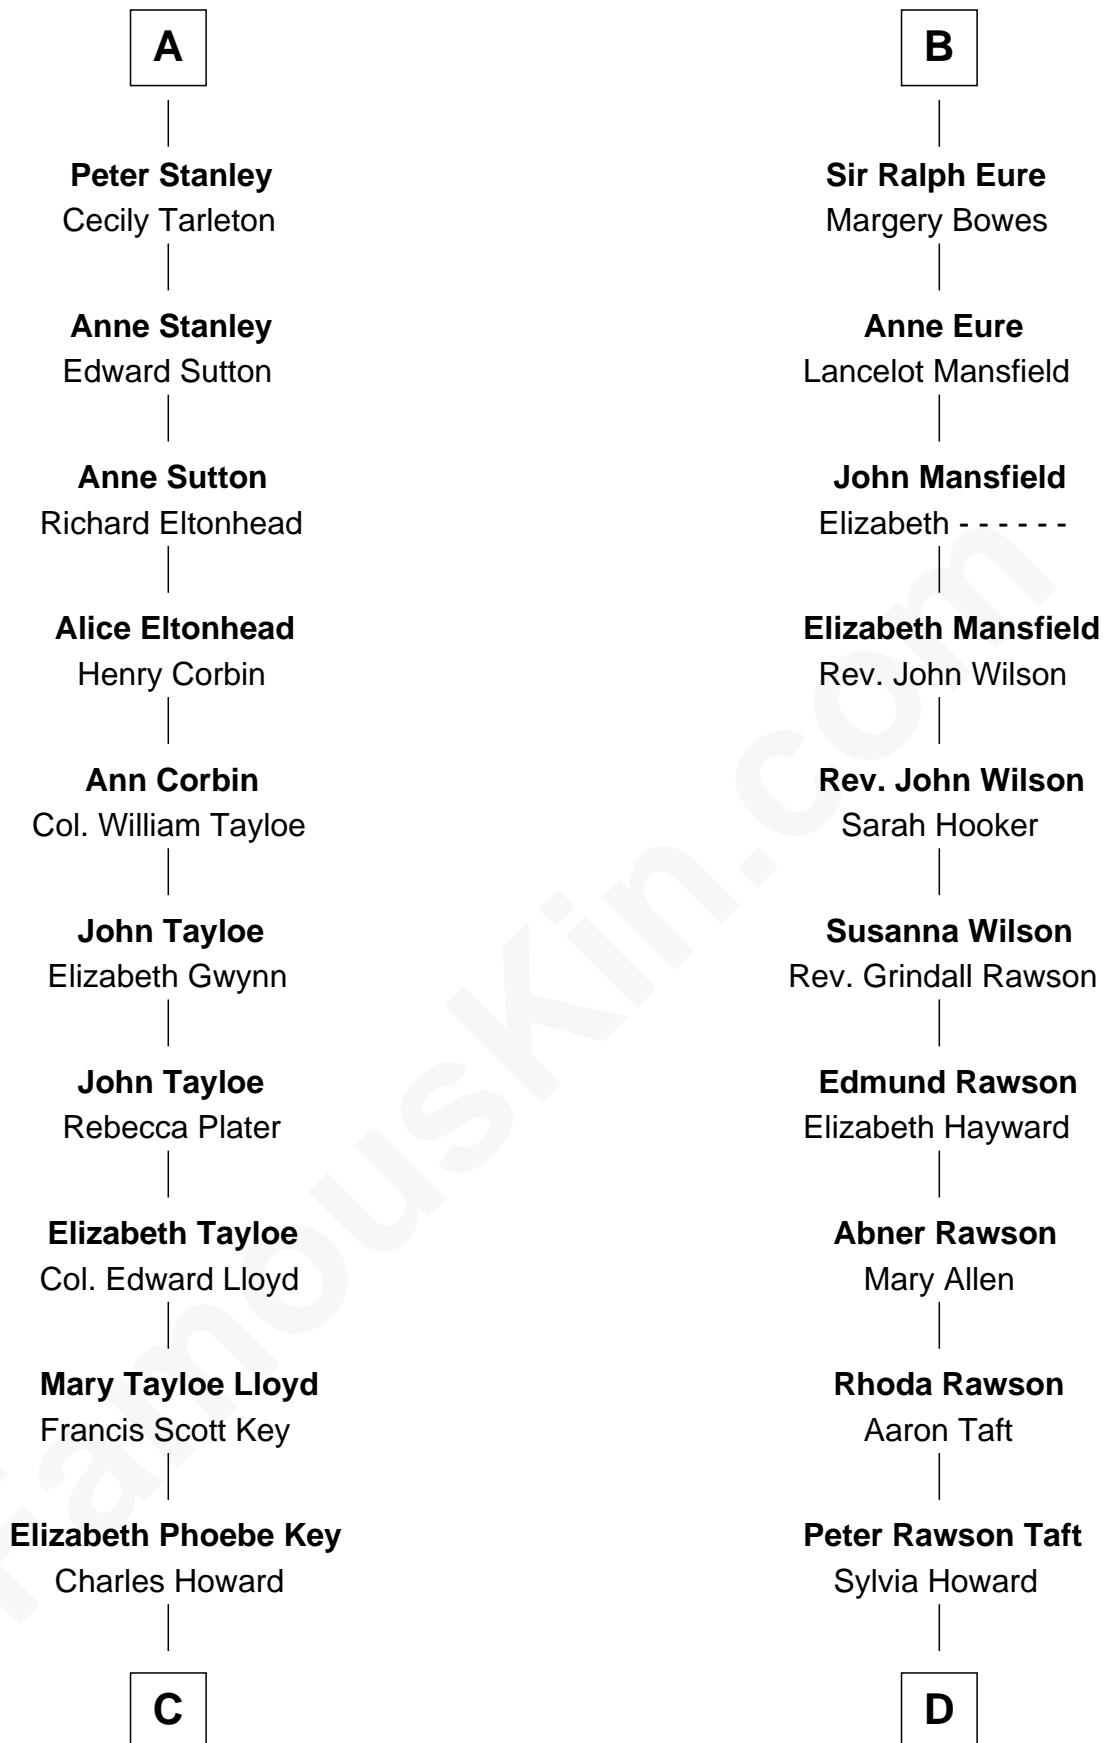 A
Peter Stanley
Cecily Tarleton
Anne Stanley
Edward Sutton
Anne Sutton
Richard Eltonhead
Alice Eltonhead
Henry Corbin
Ann Corbin
Col. William Tayloe
John Tayloe
Elizabeth Gwynn
John Tayloe
Rebecca Plater
Elizabeth Tayloe
Col. Edward Lloyd
Mary Tayloe Lloyd
Francis Scott Key
Elizabeth Phoebe Key
Charles Howard
C
B
Sir Ralph Eure
Margery Bowes
Anne Eure
Lancelot Mansfield
John Mansfield
Elizabeth - - - - - -
Elizabeth Mansfield
Rev. John Wilson
Rev. John Wilson
Sarah Hooker
Susanna Wilson
Rev. Grindall Rawson
Edmund Rawson
Elizabeth Hayward
Abner Rawson
Mary Allen
Rhoda Rawson
Aaron Taft
Peter Rawson Taft
Sylvia Howard
D
FamousKin.com